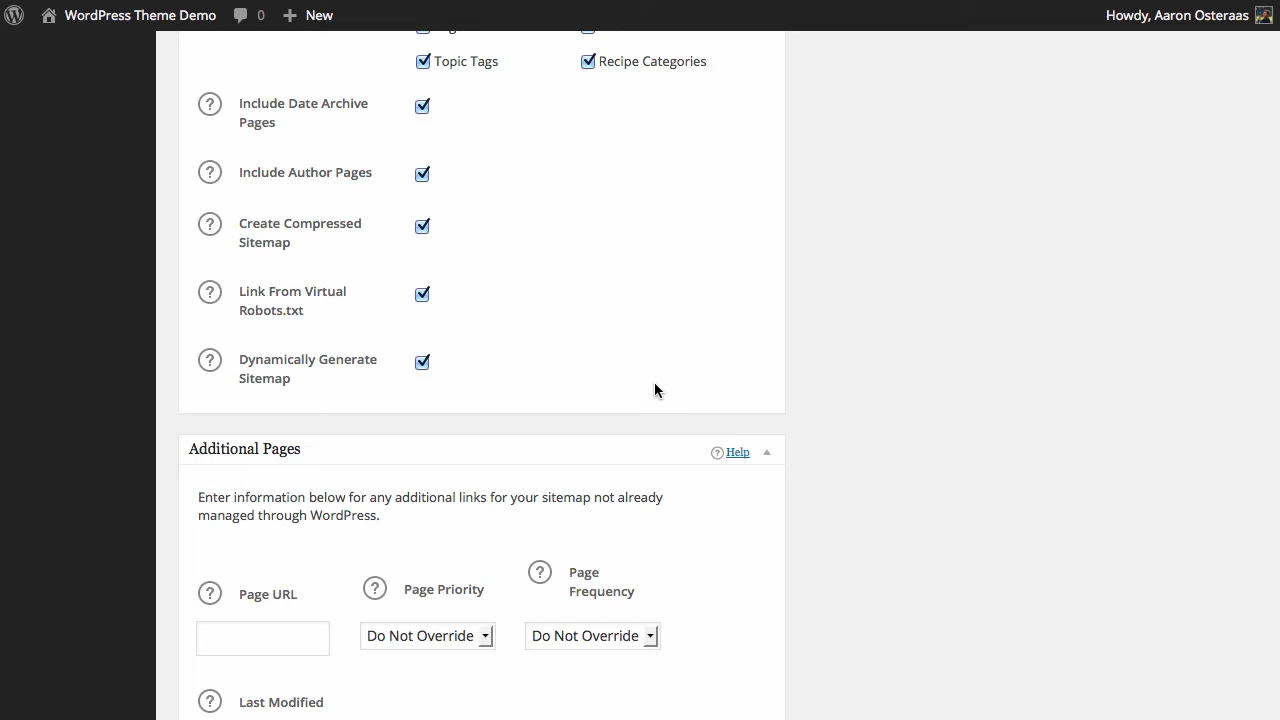 WordPress Theme Demo 0 New Howdy, Aaron Osteraas
Topic Tags Recipe Categories
? Include Date Archive
Pages
? Include Author Pages
? Create Compressed
Sitemap
? Link From Virtual
Robots.txt
? Dynamically Generate
Sitemap
Additional Pages ? Help
Enter information below for any additional links for your sitemap not already
managed through WordPress.
? Page URL
? Page Priority
? Page
Frequency
Do Not Override Do Not Override
? Last Modified